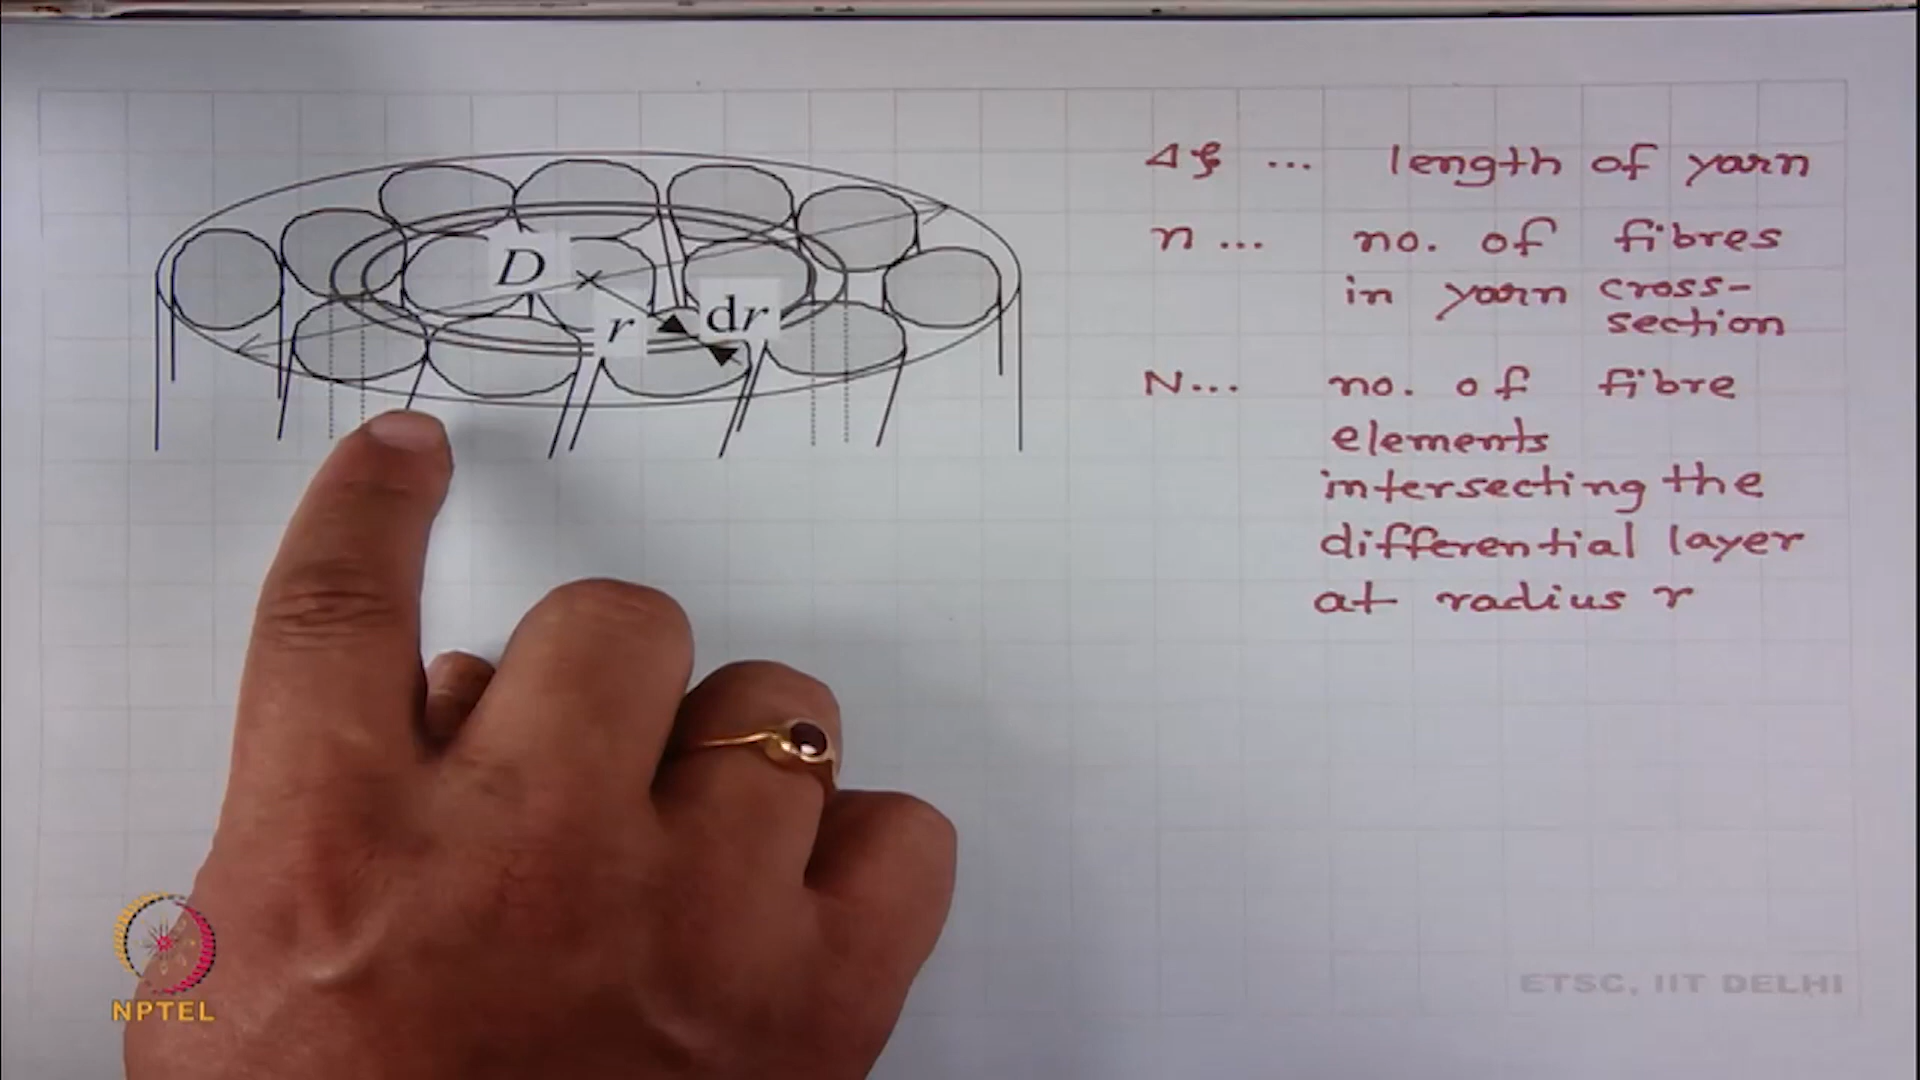 D
r
dr
Δζ ... length of yarn
n ... no. of fibres
in yarn cross-
section
N... no. of fibre
elements
intersecting the
differential layer
at radius r
NPTEL
ETSC, IIT DELHI